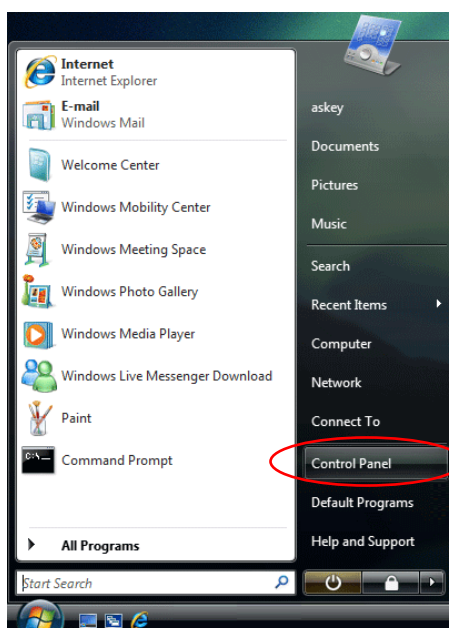 Internet
Internet Explorer
E-mail
Windows Mail
Welcome Center
Windows Mobility Center
Windows Meeting Space
Windows Photo Gallery
Windows Media Player
Windows Live Messenger Download
Paint
Command Prompt
All Programs
Start Search
askey
Documents
Pictures
Music
Search
Recent Items
Computer
Network
Connect To
Control Panel
Default Programs
Help and Support